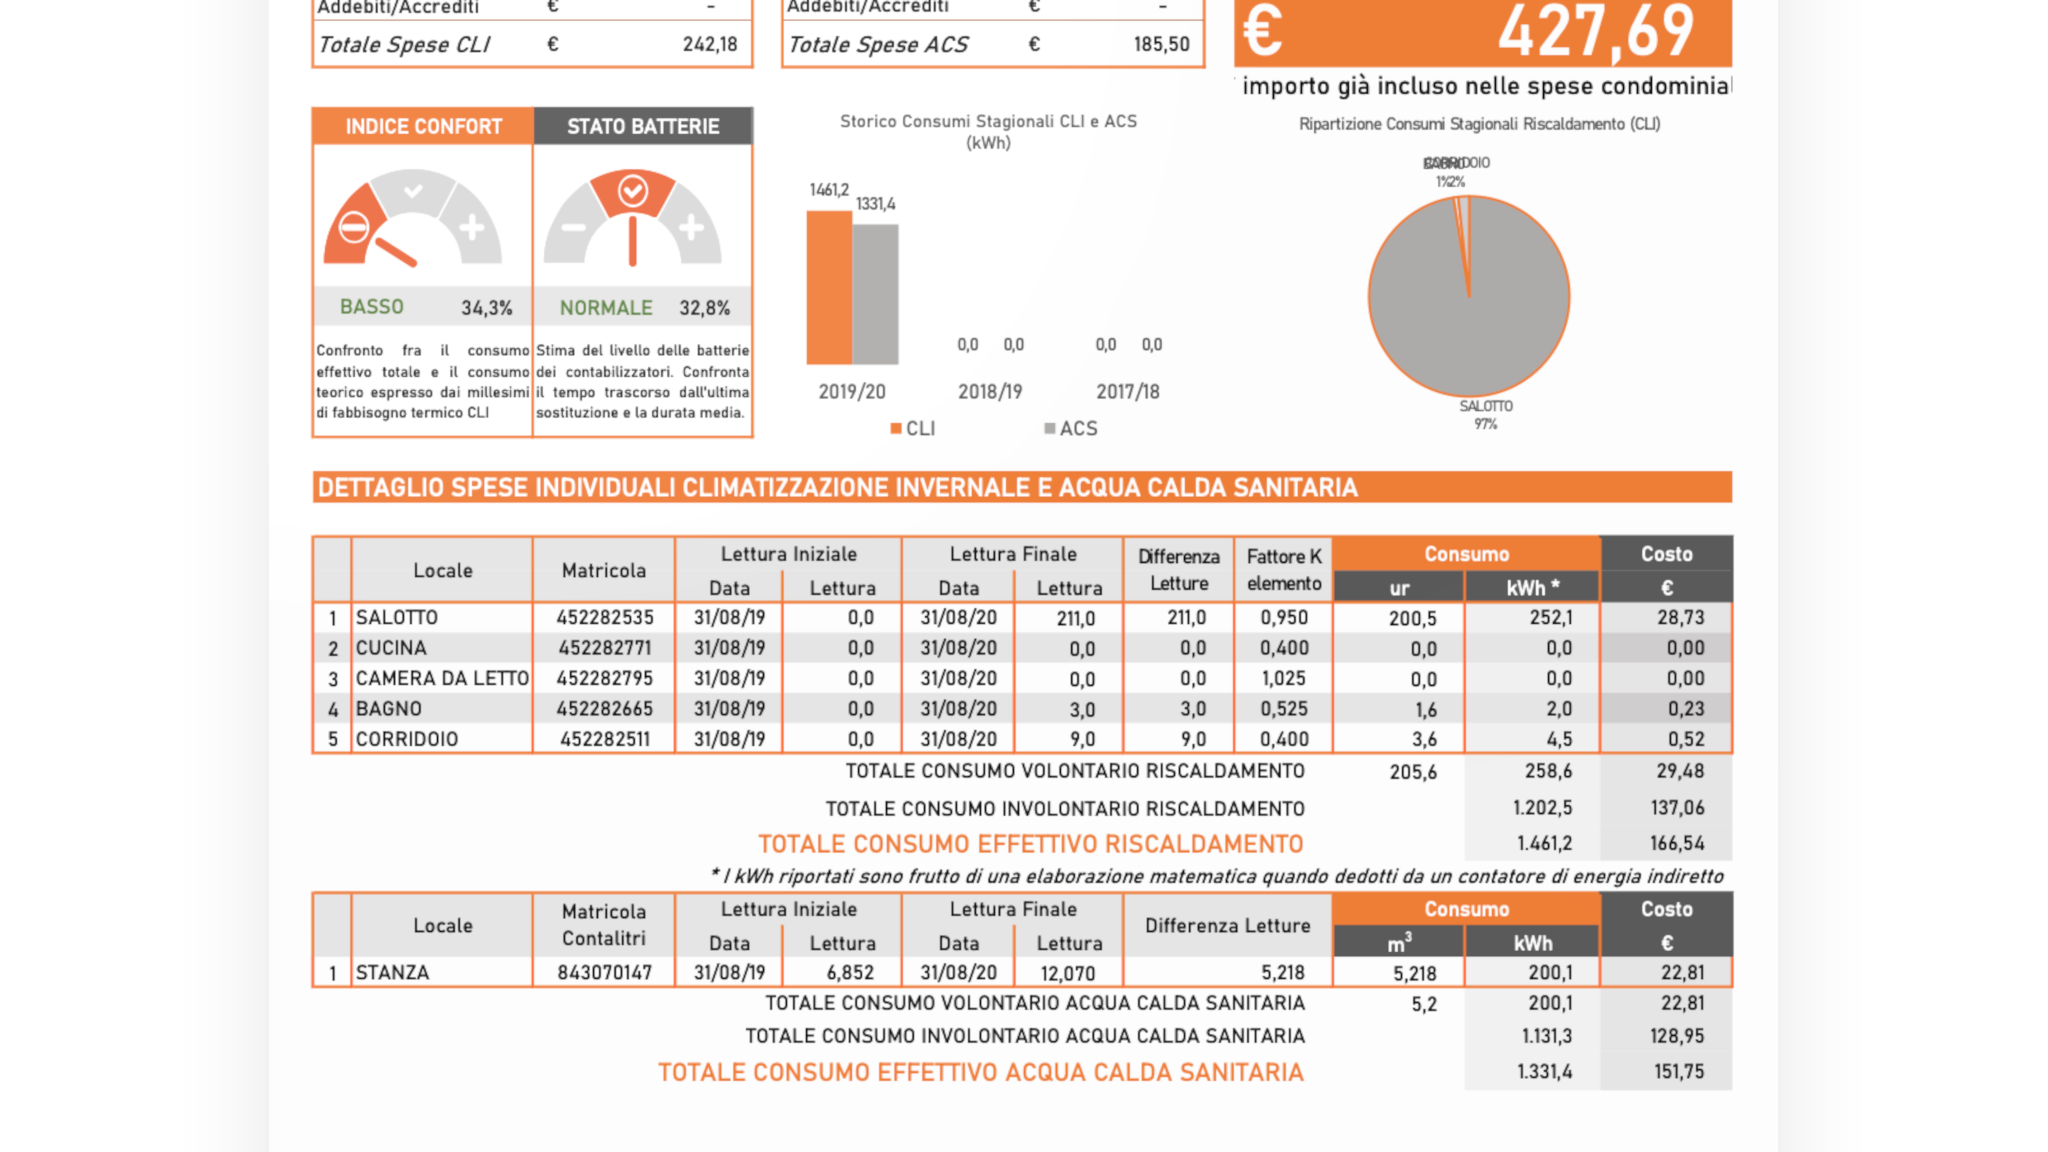 Addebiti/Accrediti € -
Totale Spese CLI € 242,18
Addebiti/Accrediti € -
Totale Spese ACS € 185,50
€ 427,69
importo già incluso nelle spese condominia
INDICE CONFORT
STATO BATTERIE
BASSO 34,3%
NORMALE 32,8%
Confronto fra il consumo
effettivo totale e il consumo
teorico espresso dai millesimi
di fabbisogno termico CLI
Stima del livello delle batterie
dei contabilizzatori. Confronta
il tempo trascorso dall'ultima
sostituzione e la durata media.
Storico Consumi Stagionali CLI e ACS
(kWh)
1461,2
1331,4
0,0 0,0 0,0 0,0
2019/20 2018/19 2017/18
CLI ACS
Ripartizione Consumi Stagionali Riscaldamento (CLI)
CORRIDOIO
1% 2%
SALOTTO
97%
DETTAGLIO SPESE INDIVIDUALI CLIMATIZZAZIONE INVERNALE E ACQUA CALDA SANITARIA
Locale Matricola Lettura Iniziale Lettura Finale Differenza Letture Fattore K elemento Consumo Costo
Data Lettura Data Lettura ur kWh * €
1 SALOTTO 452282535 31/08/19 0,0 31/08/20 211,0 211,0 0,950 200,5 252,1 28,73
2 CUCINA 452282771 31/08/19 0,0 31/08/20 0,0 0,0 0,400 0,0 0,0 0,00
3 CAMERA DA LETTO 452282795 31/08/19 0,0 31/08/20 0,0 0,0 1,025 0,0 0,0 0,00
4 BAGNO 452282665 31/08/19 0,0 31/08/20 3,0 3,0 0,525 1,6 2,0 0,23
5 CORRIDOIO 452282511 31/08/19 0,0 31/08/20 9,0 9,0 0,400 3,6 4,5 0,52
TOTALE CONSUMO VOLONTARIO RISCALDAMENTO 205,6 258,6 29,48
TOTALE CONSUMO INVOLONTARIO RISCALDAMENTO 1.202,5 137,06
TOTALE CONSUMO EFFETTIVO RISCALDAMENTO 1.461,2 166,54
* I kWh riportati sono frutto di una elaborazione matematica quando dedotti da un contatore di energia indiretto
Locale Matricola Contalitri Lettura Iniziale Lettura Finale Differenza Letture Consumo Costo
Data Lettura Data Lettura m³ kWh €
1 STANZA 843070147 31/08/19 6,852 31/08/20 12,070 5,218 5,218 200,1 22,81
TOTALE CONSUMO VOLONTARIO ACQUA CALDA SANITARIA 5,2 200,1 22,81
TOTALE CONSUMO INVOLONTARIO ACQUA CALDA SANITARIA 1.131,3 128,95
TOTALE CONSUMO EFFETTIVO ACQUA CALDA SANITARIA 1.331,4 151,75